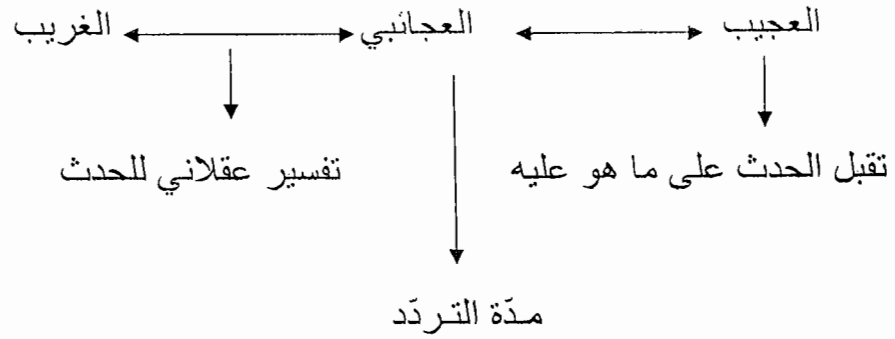 العجيب العجائبي الغريب
تقبل الحدث على ما هو عليه تفسير عقلاني للحدث
مدّة التردّد